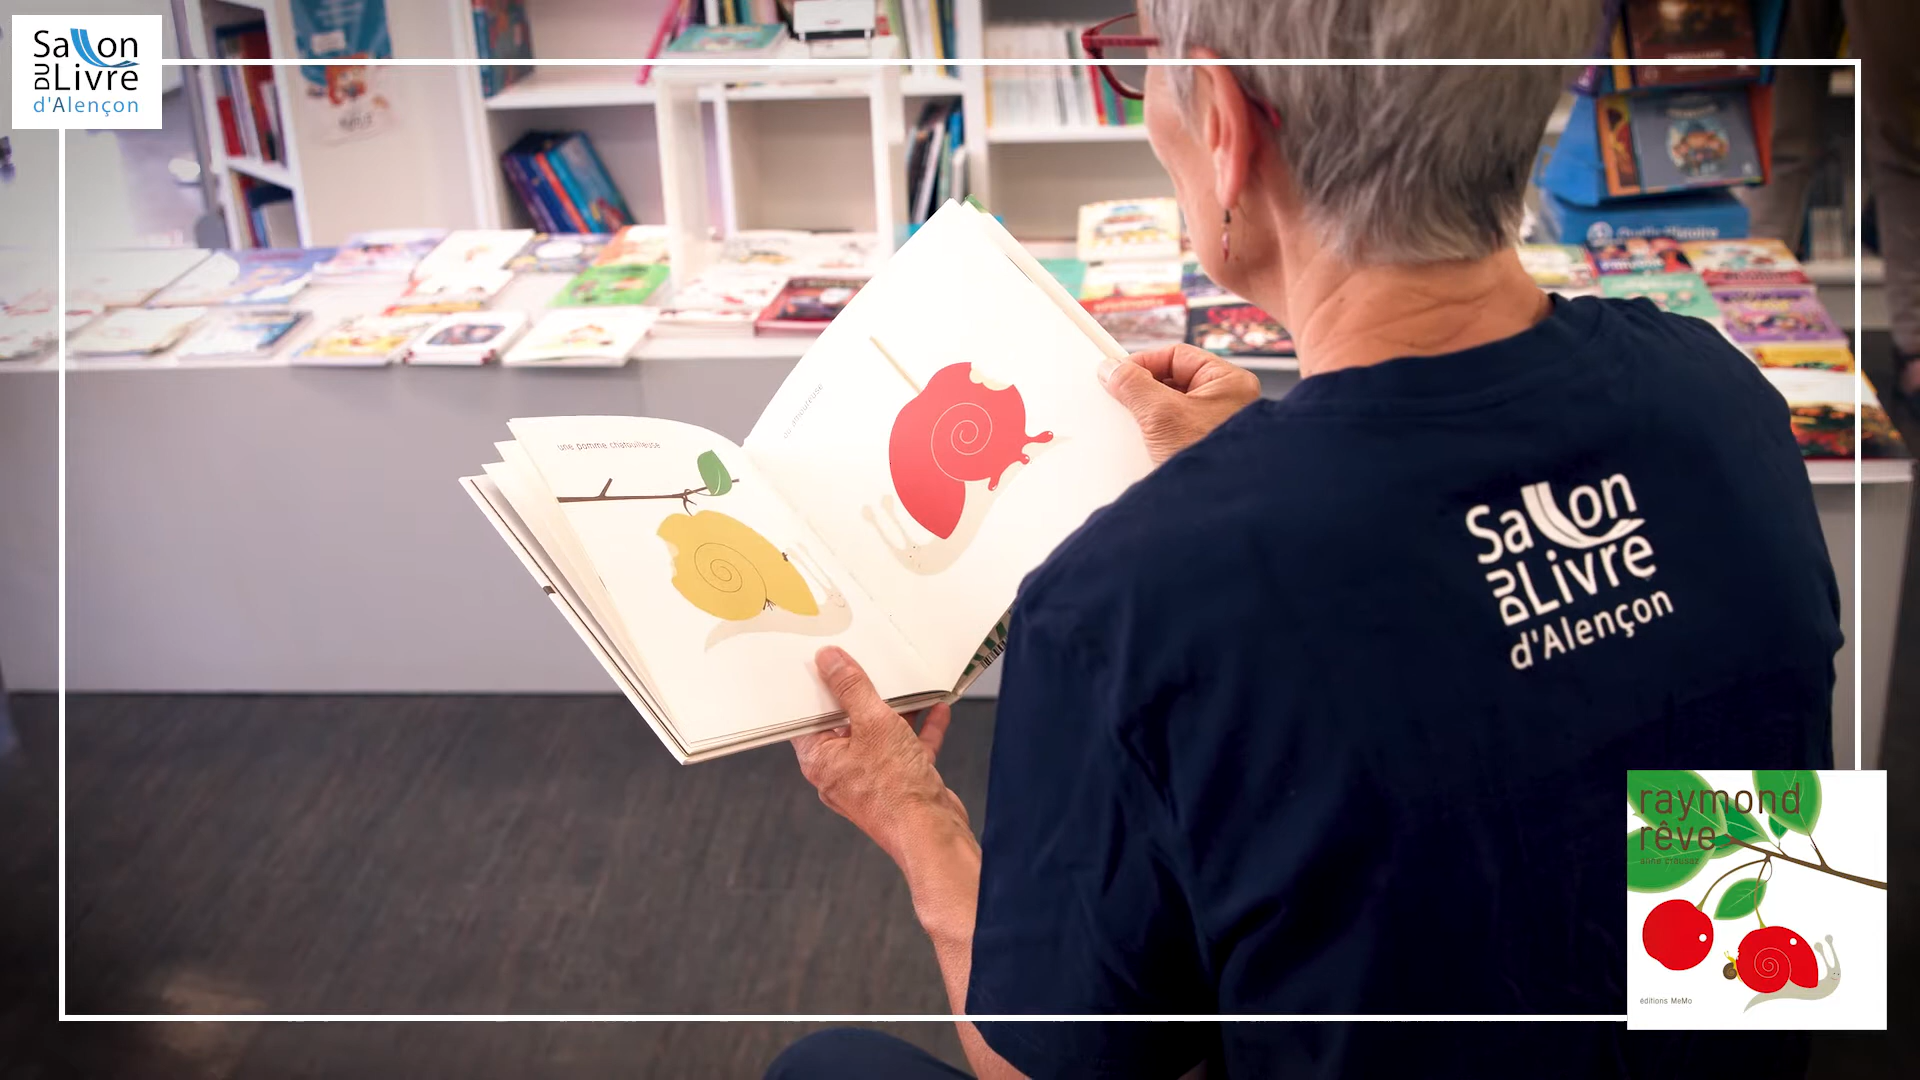 Salon
DU Livre
d'Alençon
une pomme chatouilleuse
Salon
DU Livre
d'Alençon
raymond
rêve
anne crausaz
éditions MeMo